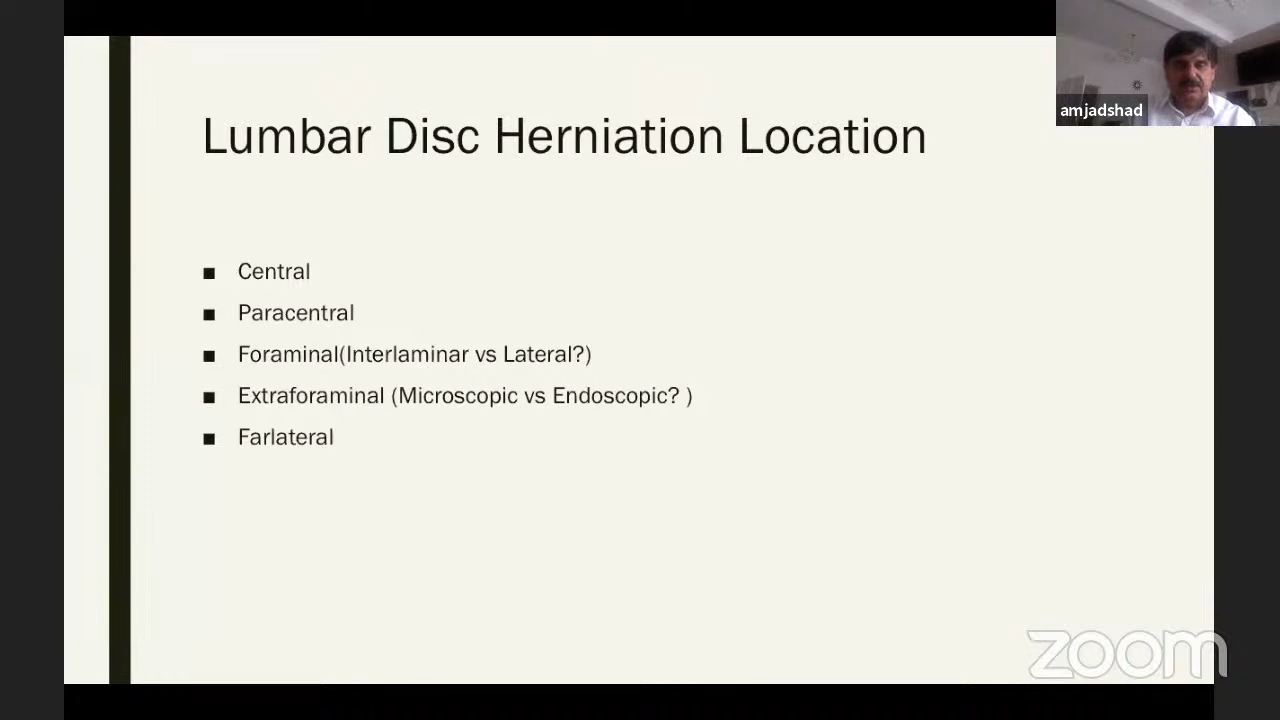 amjadshad
Lumbar Disc Herniation Location
■ Central
■ Paracentral
■ Foraminal(Interlaminar vs Lateral?)
■ Extraforaminal (Microscopic vs Endoscopic? )
■ Farlateral
zoom